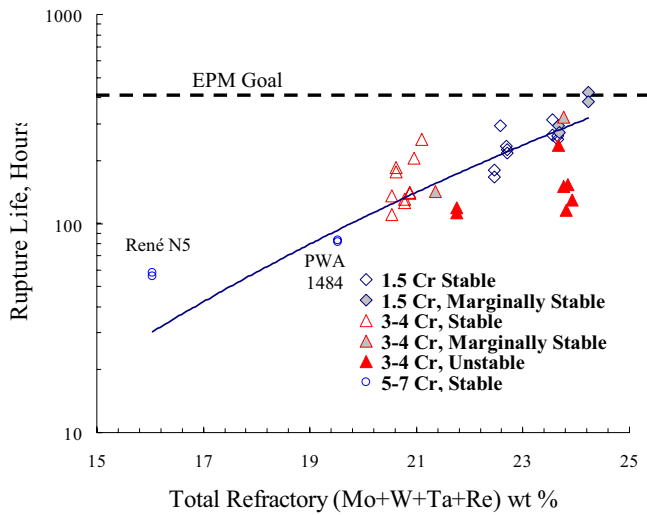 1000
EPM Goal
Rupture Life, Hours
100
René N5
PWA
1484
1.5 Cr Stable
1.5 Cr, Marginally Stable
3-4 Cr, Stable
3-4 Cr, Marginally Stable
3-4 Cr, Unstable
5-7 Cr, Stable
10
15 17 19 21 23 25
Total Refractory (Mo+W+Ta+Re) wt %